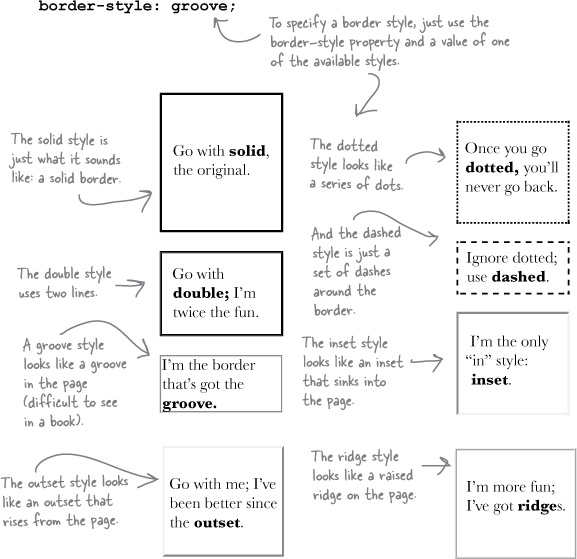 border-style: groove;
To specify a border style, just use the
border-style property and a value of one
of the available styles.
The solid style is
just what it sounds
like: a solid border.
Go with solid,
the original.
The dotted
style looks like
a series of dots.
Once you go
dotted, you'll
never go back.
The double style
uses two lines.
Go with
double; I'm
twice the fun.
And the dashed
style is just a
set of dashes
around the
border.
Ignore dotted;
use dashed.
A groove style
looks like a groove
in the page
(difficult to see
in a book).
I'm the border
that's got the
groove.
The inset style
looks like an inset
that sinks into
the page.
I'm the only
“in” style:
inset.
The outset style looks
like an outset that
rises from the page.
Go with me; I've
been better since
the outset.
The ridge style
looks like a raised
ridge on the page.
I'm more fun;
I've got ridges.